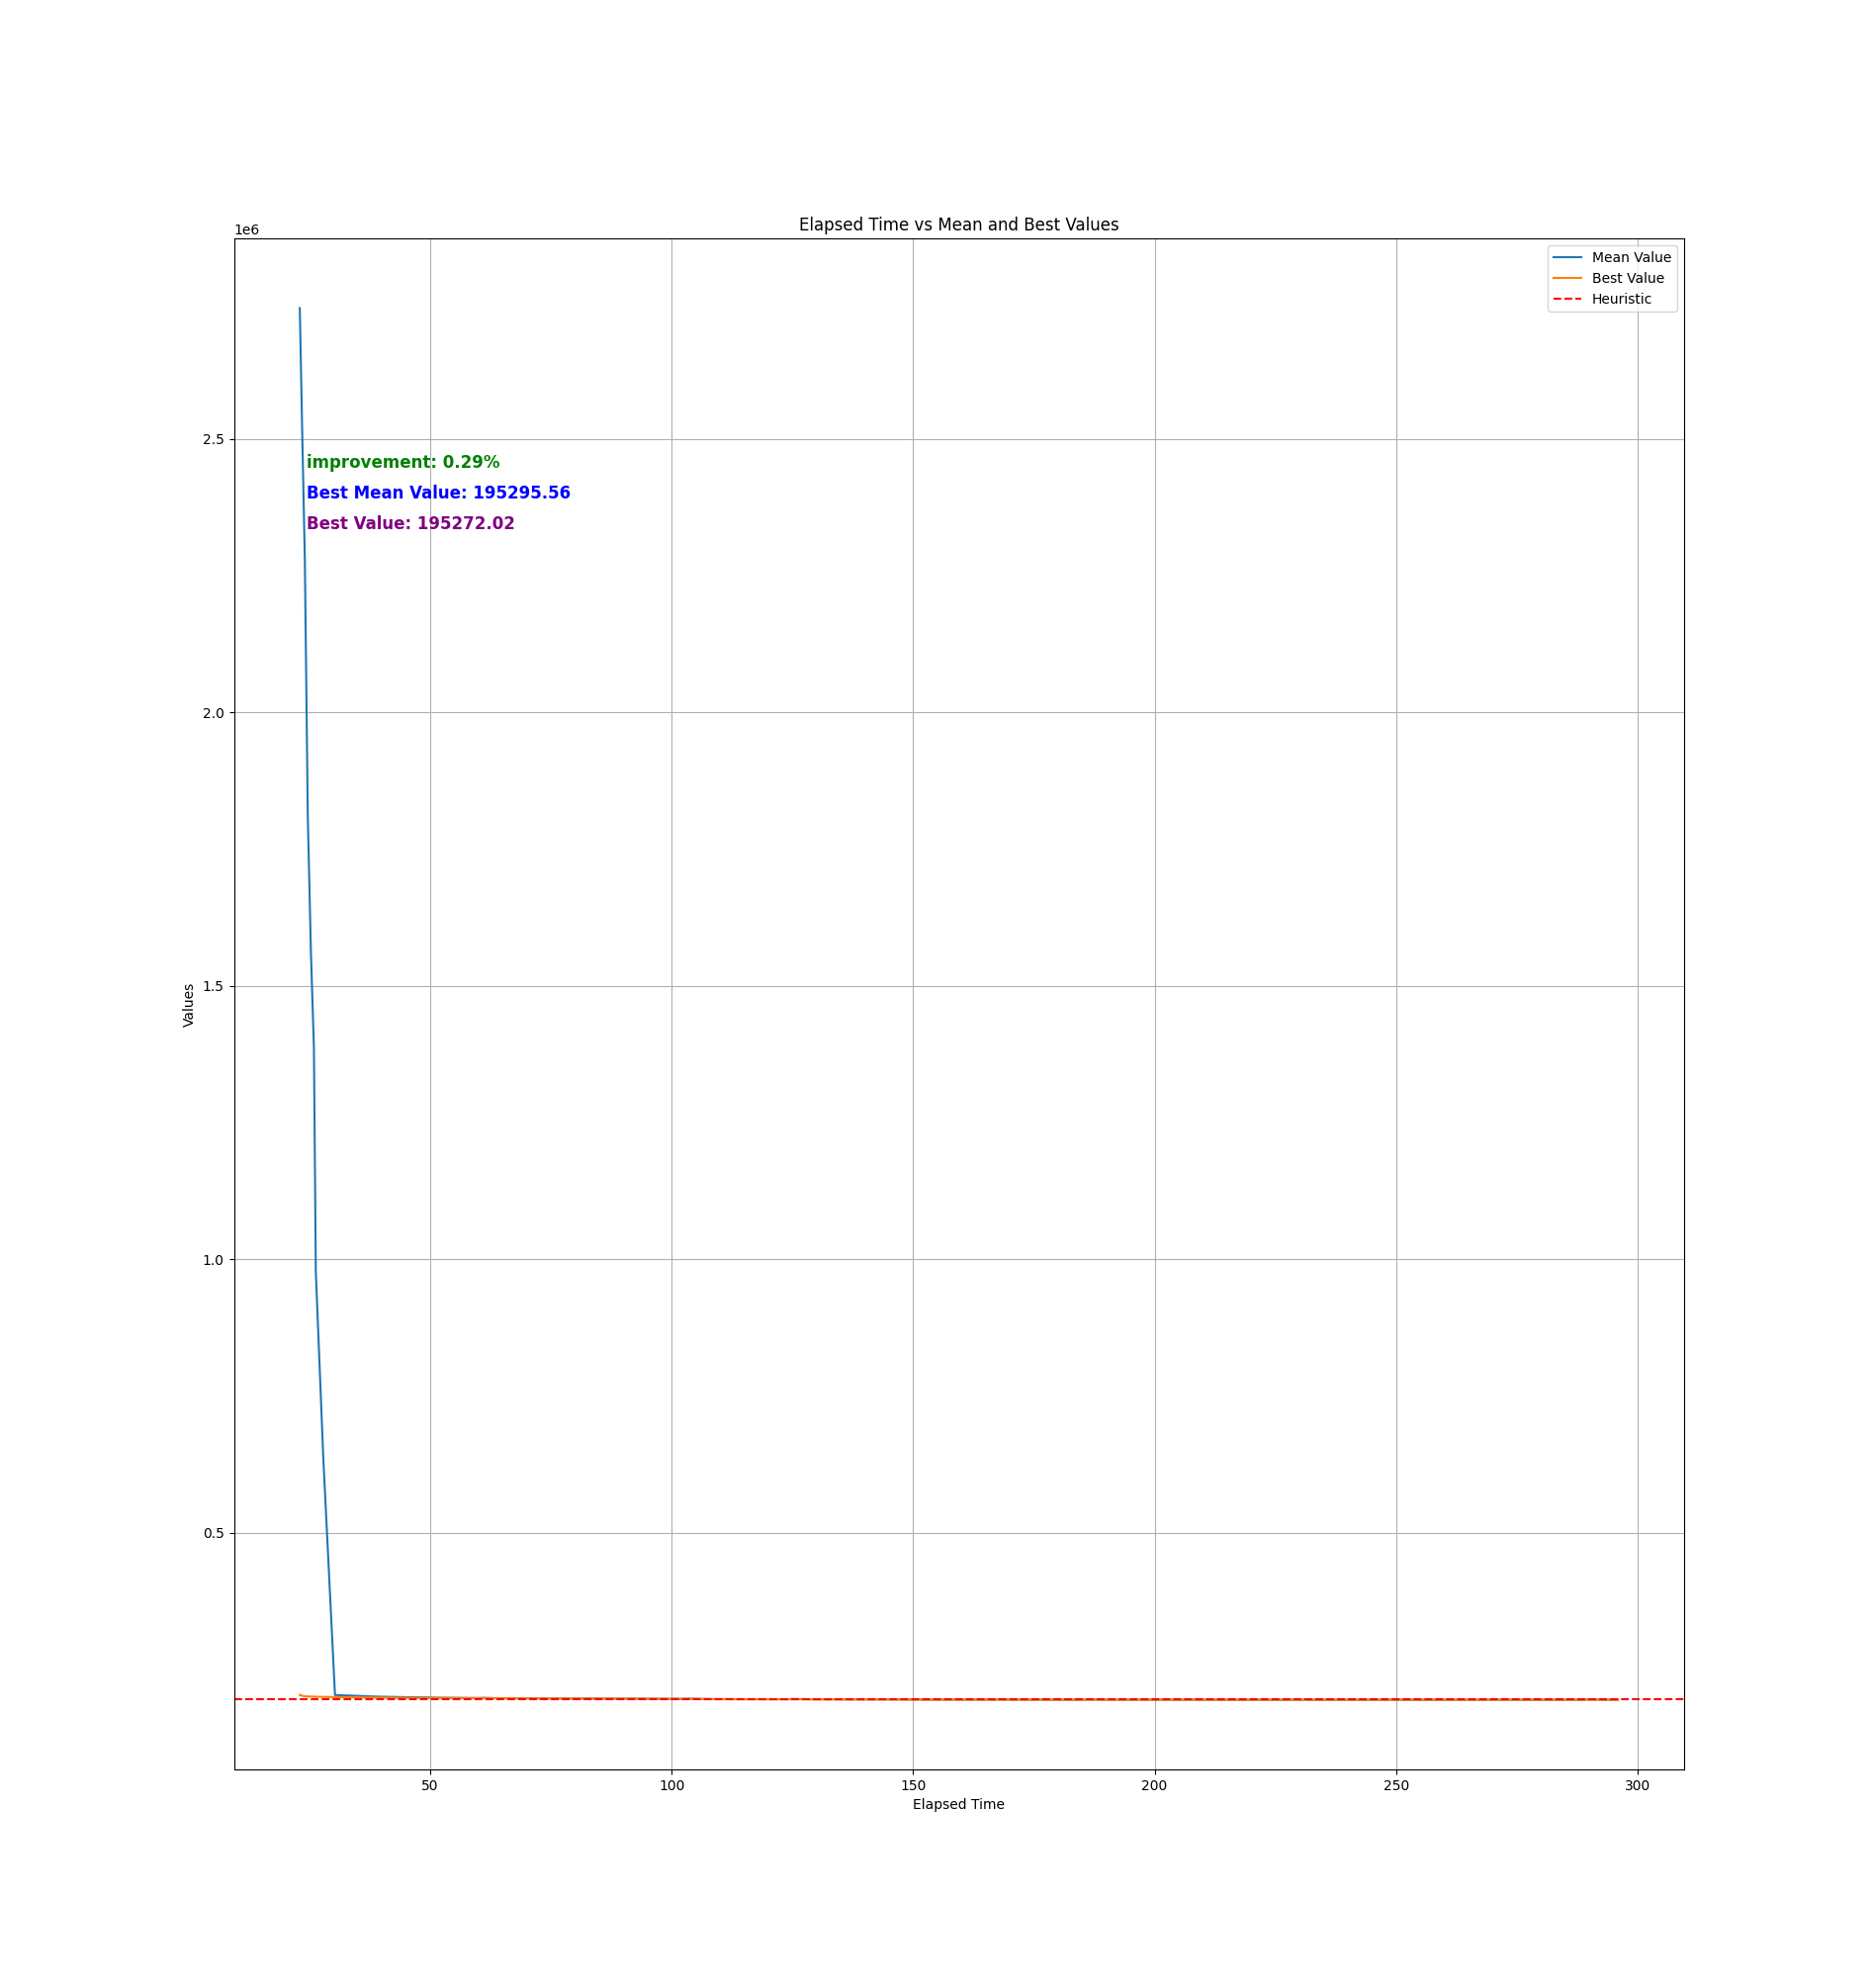 Elapsed Time vs Mean and Best Values
1e6
Mean Value
Best Value
Heuristic
improvement: 0.29%
Best Mean Value: 195295.56
Best Value: 195272.02
2.5
2.0
1.5
1.0
0.5
Values
50 100 150 200 250 300
Elapsed Time